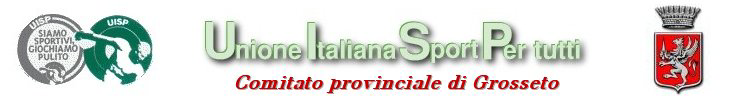 UISP
SIAMO
SPORTIVI,
GIOCHIAMO
PULITO
UISP
Unione Italiana Sport Per tutti
Comitato provinciale di Grosseto